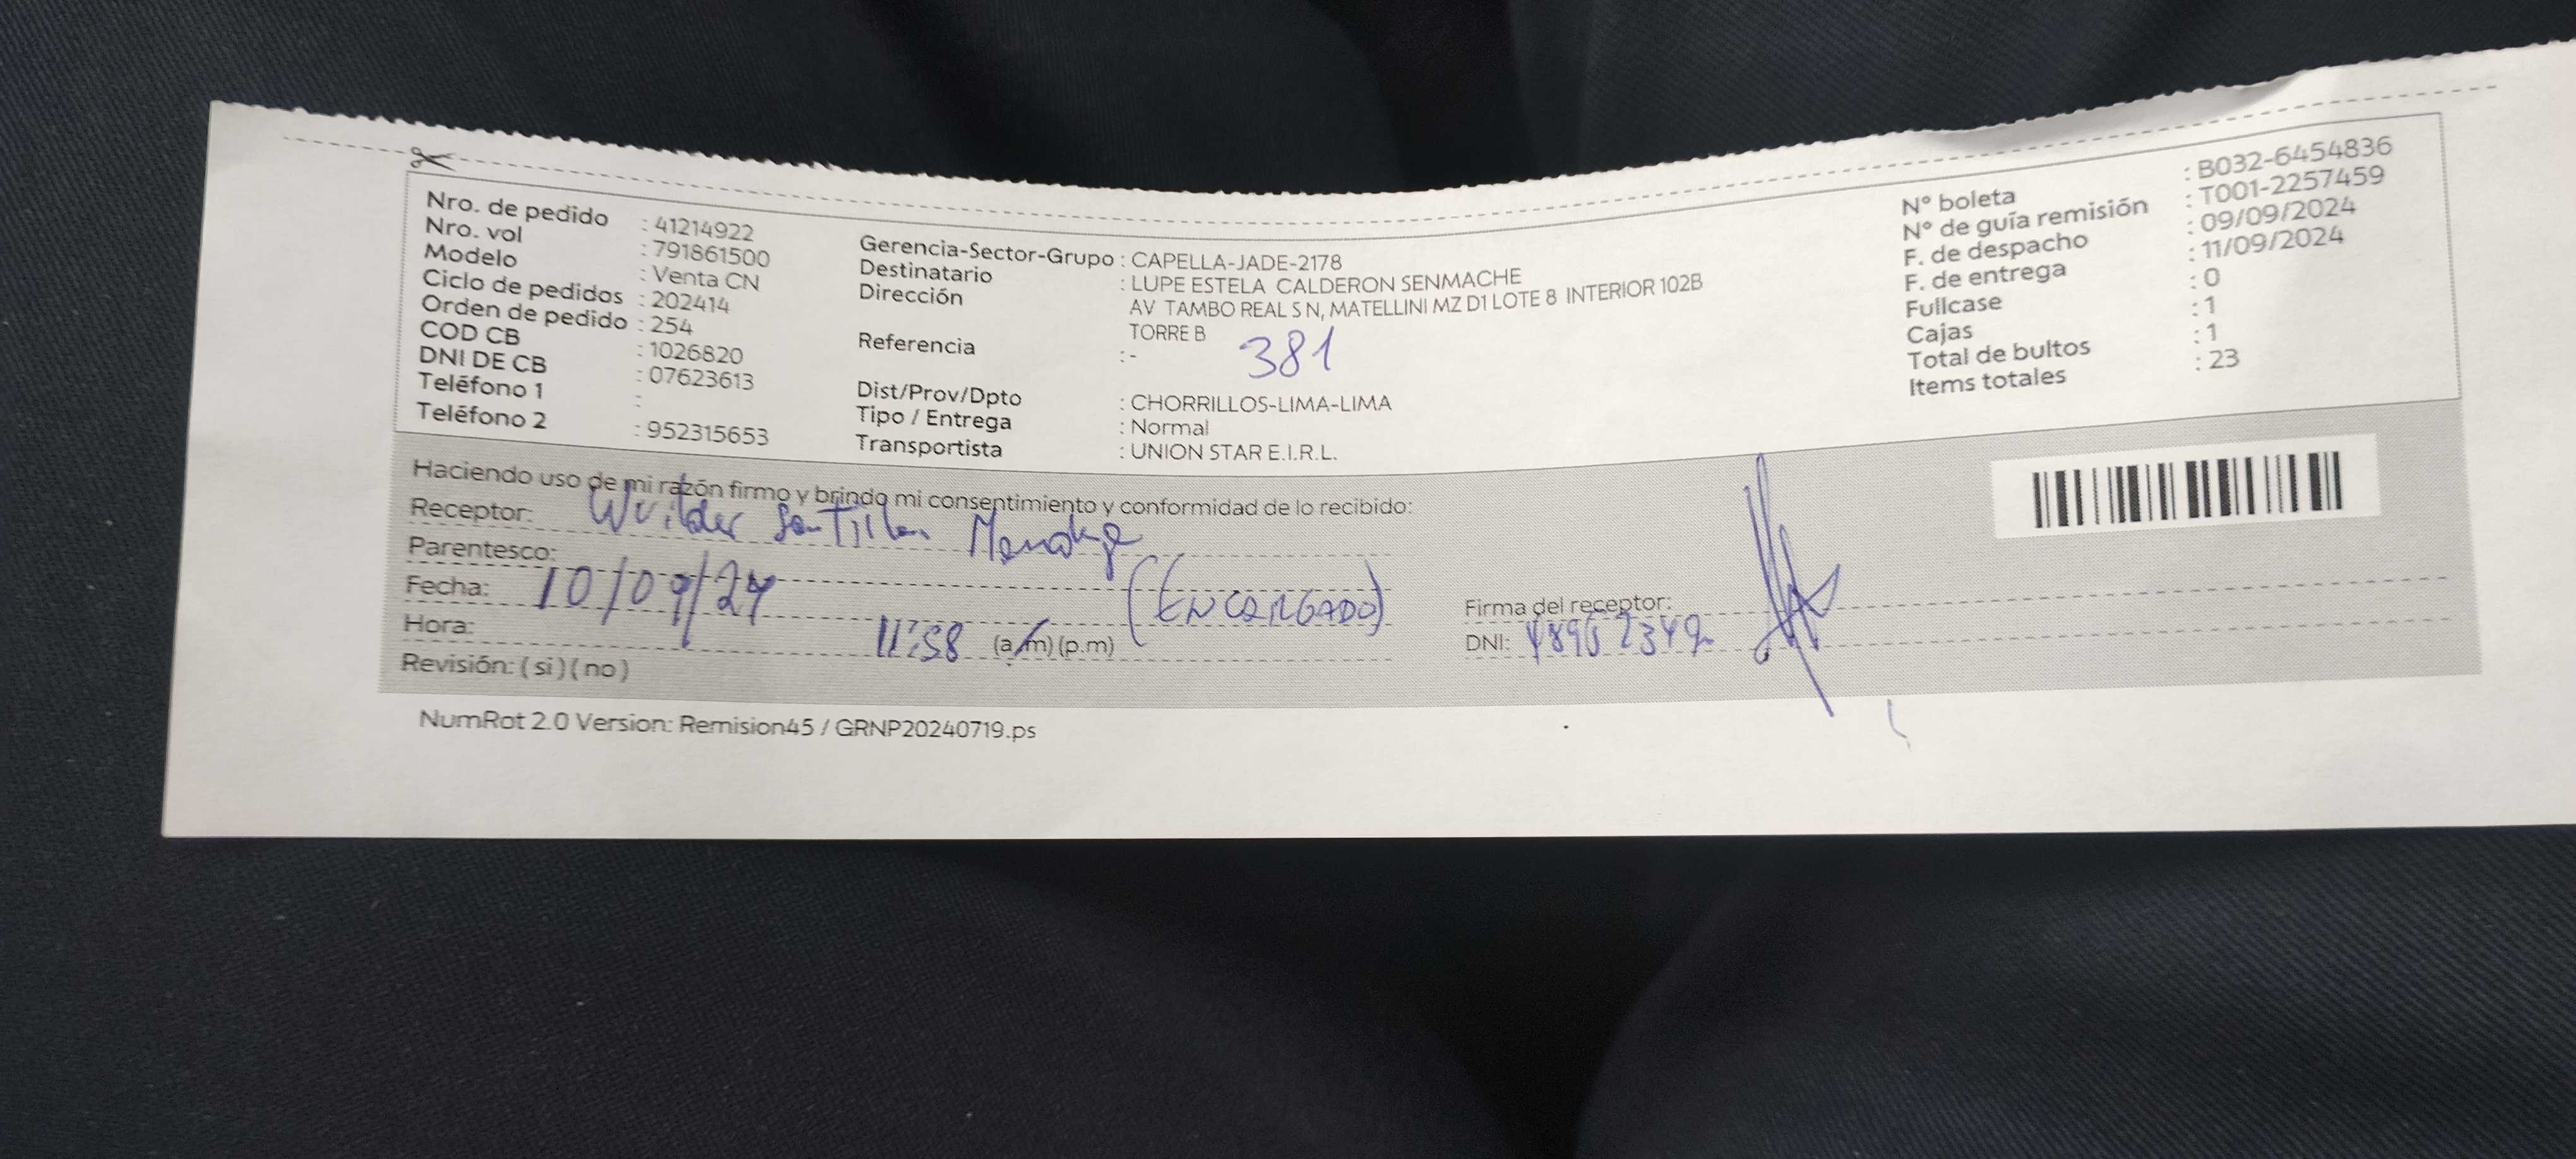 Nro. de pedido : 41214922
Nro. vol : 791861500
Modelo : Venta CN
Ciclo de pedidos : 202414
Orden de pedido : 254
COD CB : 1026820
DNI DE CB : 07623613
Teléfono 1 :
Teléfono 2 : 952315653
Gerencia-Sector-Grupo : CAPELLA-JADE-2178
Destinatario : LUPE ESTELA CALDERON SENMACHE
Dirección AV TAMBO REAL S N, MATELLINI MZ D1 LOTE 8 INTERIOR 102B
TORRE B
Referencia : -
381
Dist/Prov/Dpto : CHORRILLOS-LIMA-LIMA
Tipo / Entrega : Normal
Transportista : UNION STAR E.I.R.L.
N° boleta : B032-6454836
N° de guía remisión : T001-2257459
F. de despacho : 09/09/2024
F. de entrega : 11/09/2024
Fullcase : 0
Cajas : 1
Total de bultos : 1
Items totales : 23
Haciendo uso de mi razón firmo y brindo mi consentimiento y conformidad de lo recibido:
Receptor: Wuilder Santillan
Parentesco:
(ENCARGADO)
Fecha: 10/09/24
Hora: 11:58 (a.m) (p.m)
Revisión: ( si ) ( no )
Firma del receptor:
DNI:
NumRot 2.0 Version: Remision45 / GRNP20240719.ps